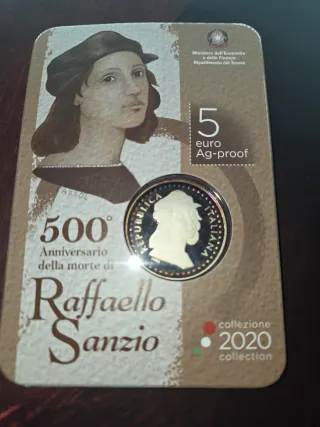 Ministero dell'Economia
e delle Finanze
Dipartimento del Tesoro
5
euro
Ag-proof
500°
Anniversario
della morte di
Raffaello
Sanzio
REPUBBLICA ITALIANA
collezione
2020
collection